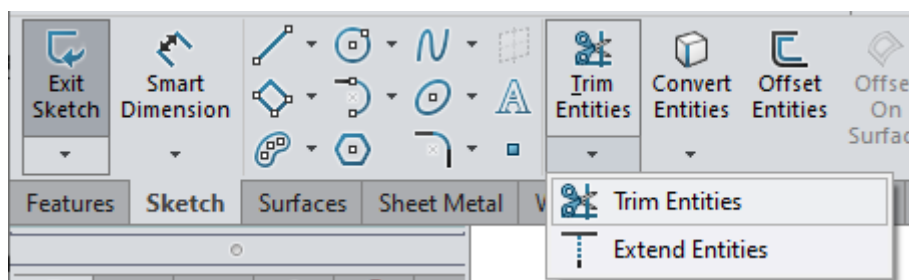 Exit
Sketch
Smart
Dimension
Trim
Entities
Convert
Entities
Offset
Entities
On
Features
Sketch
Surfaces
Sheet Metal
Trim Entities
Extend Entities